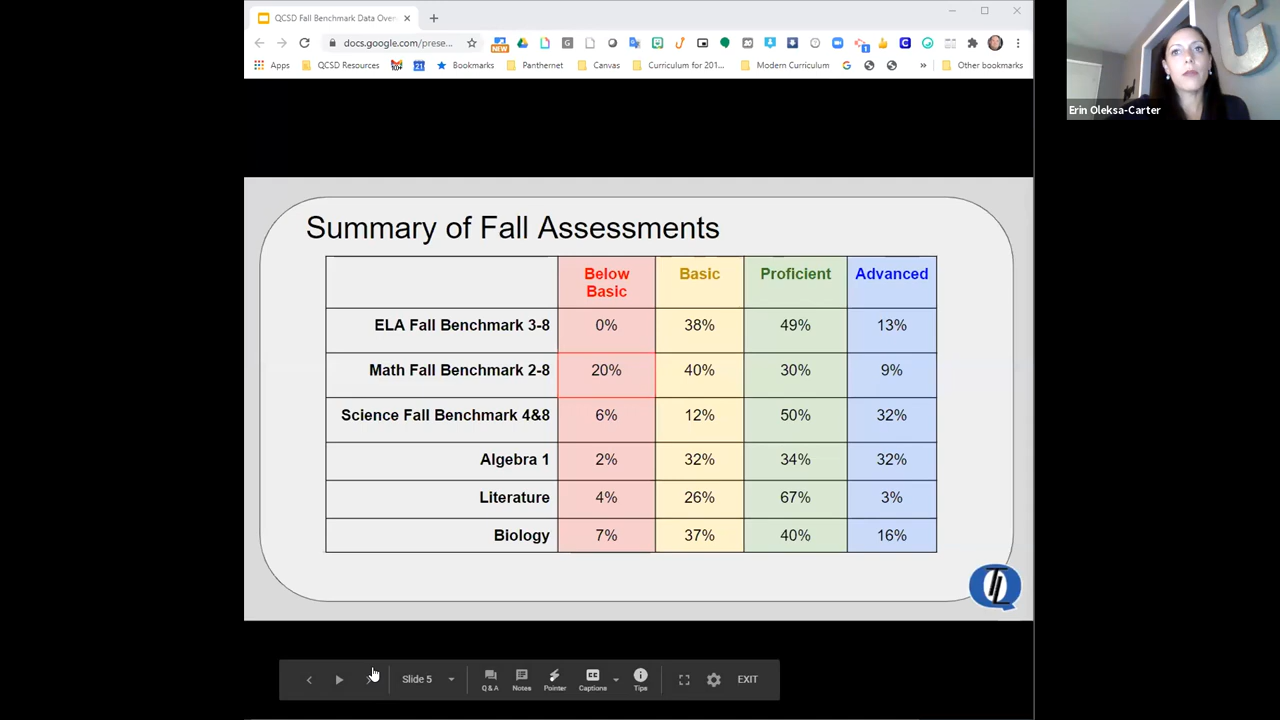 QCSD Fall Benchmark Data Over
docs.google.com/prese...
NEW
Apps
QCSD Resources
21
Bookmarks
Panthernet
Canvas
Curriculum for 201...
Modern Curriculum
Other bookmarks
Erin Oleksa-Carter
Summary of Fall Assessments
Below Basic Basic Proficient Advanced
ELA Fall Benchmark 3-8 0% 38% 49% 13%
Math Fall Benchmark 2-8 20% 40% 30% 9%
Science Fall Benchmark 4&8 6% 12% 50% 32%
Algebra 1 2% 32% 34% 32%
Literature 4% 26% 67% 3%
Biology 7% 37% 40% 16%
Slide 5
Q & A
Notes
Pointer
Captions
Tips
EXIT